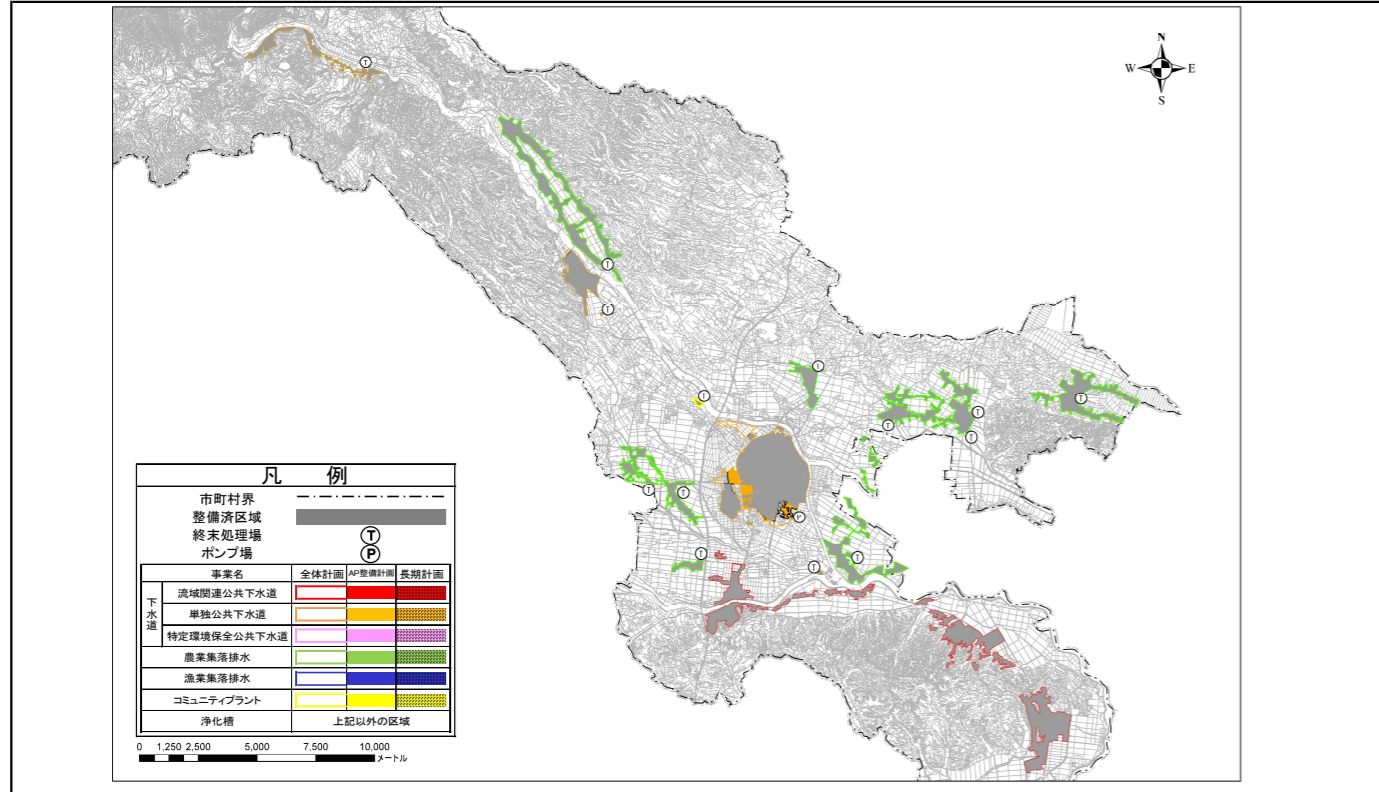 N
W E
S
T
T
T
T
T
T
T
T
T
T
T
P
T
T
T
凡 例
市町村界
整備済区域
終末処理場 T
ポンプ場 P
事業名 全体計画 AP整備計画 長期計画
下水道
流域関連公共下水道
単独公共下水道
特定環境保全公共下水道
農業集落排水
漁業集落排水
コミュニティプラント
浄化槽 上記以外の区域
0 1,250 2,500 5,000 7,500 10,000
メートル